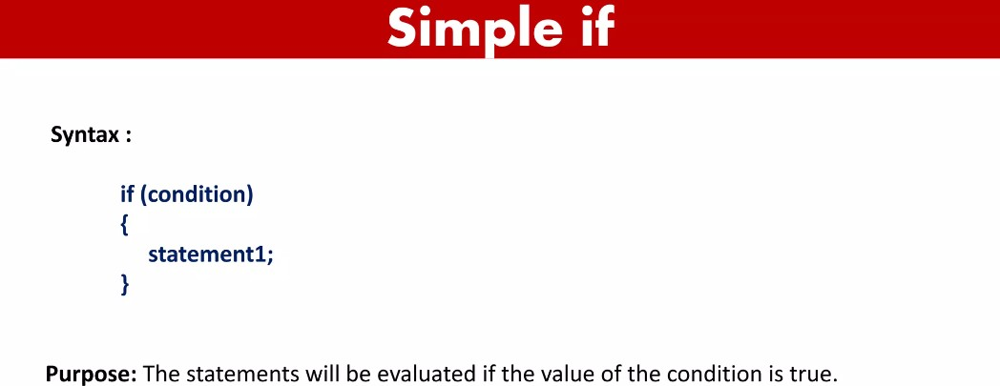 Simple if
Syntax :
if (condition)
{
statement1;
}
Purpose: The statements will be evaluated if the value of the condition is true.